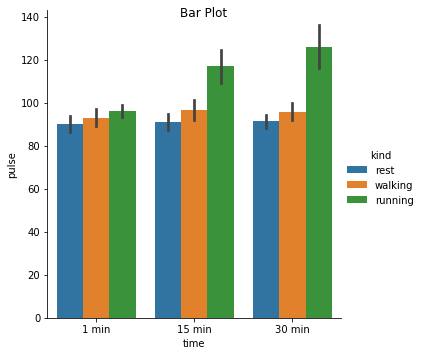 Bar Plot
140
120
100
80
60
40
20
0
pulse
1 min
15 min
30 min
time
kind
rest
walking
running